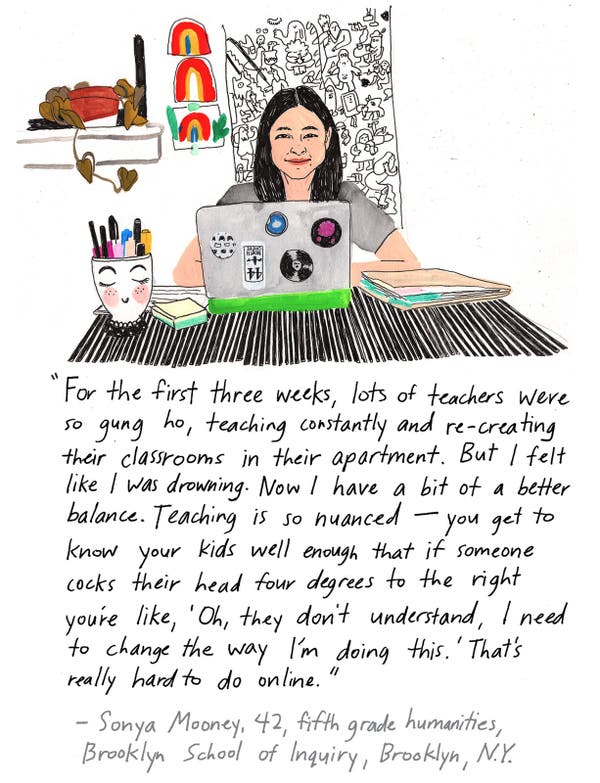 "For the first three weeks, lots of teachers were
so gung ho, teaching constantly and re-creating
their classrooms in their apartment. But I felt
like I was drowning. Now I have a bit of a better
balance. Teaching is so nuanced — you get to
know your kids well enough that if someone
cocks their head four degrees to the right
you're like, 'Oh, they don't understand, I need
to change the way I'm doing this.' That's
really hard to do online."
- Sonya Mooney, 42, fifth grade humanities,
Brooklyn School of Inquiry, Brooklyn, N.Y.